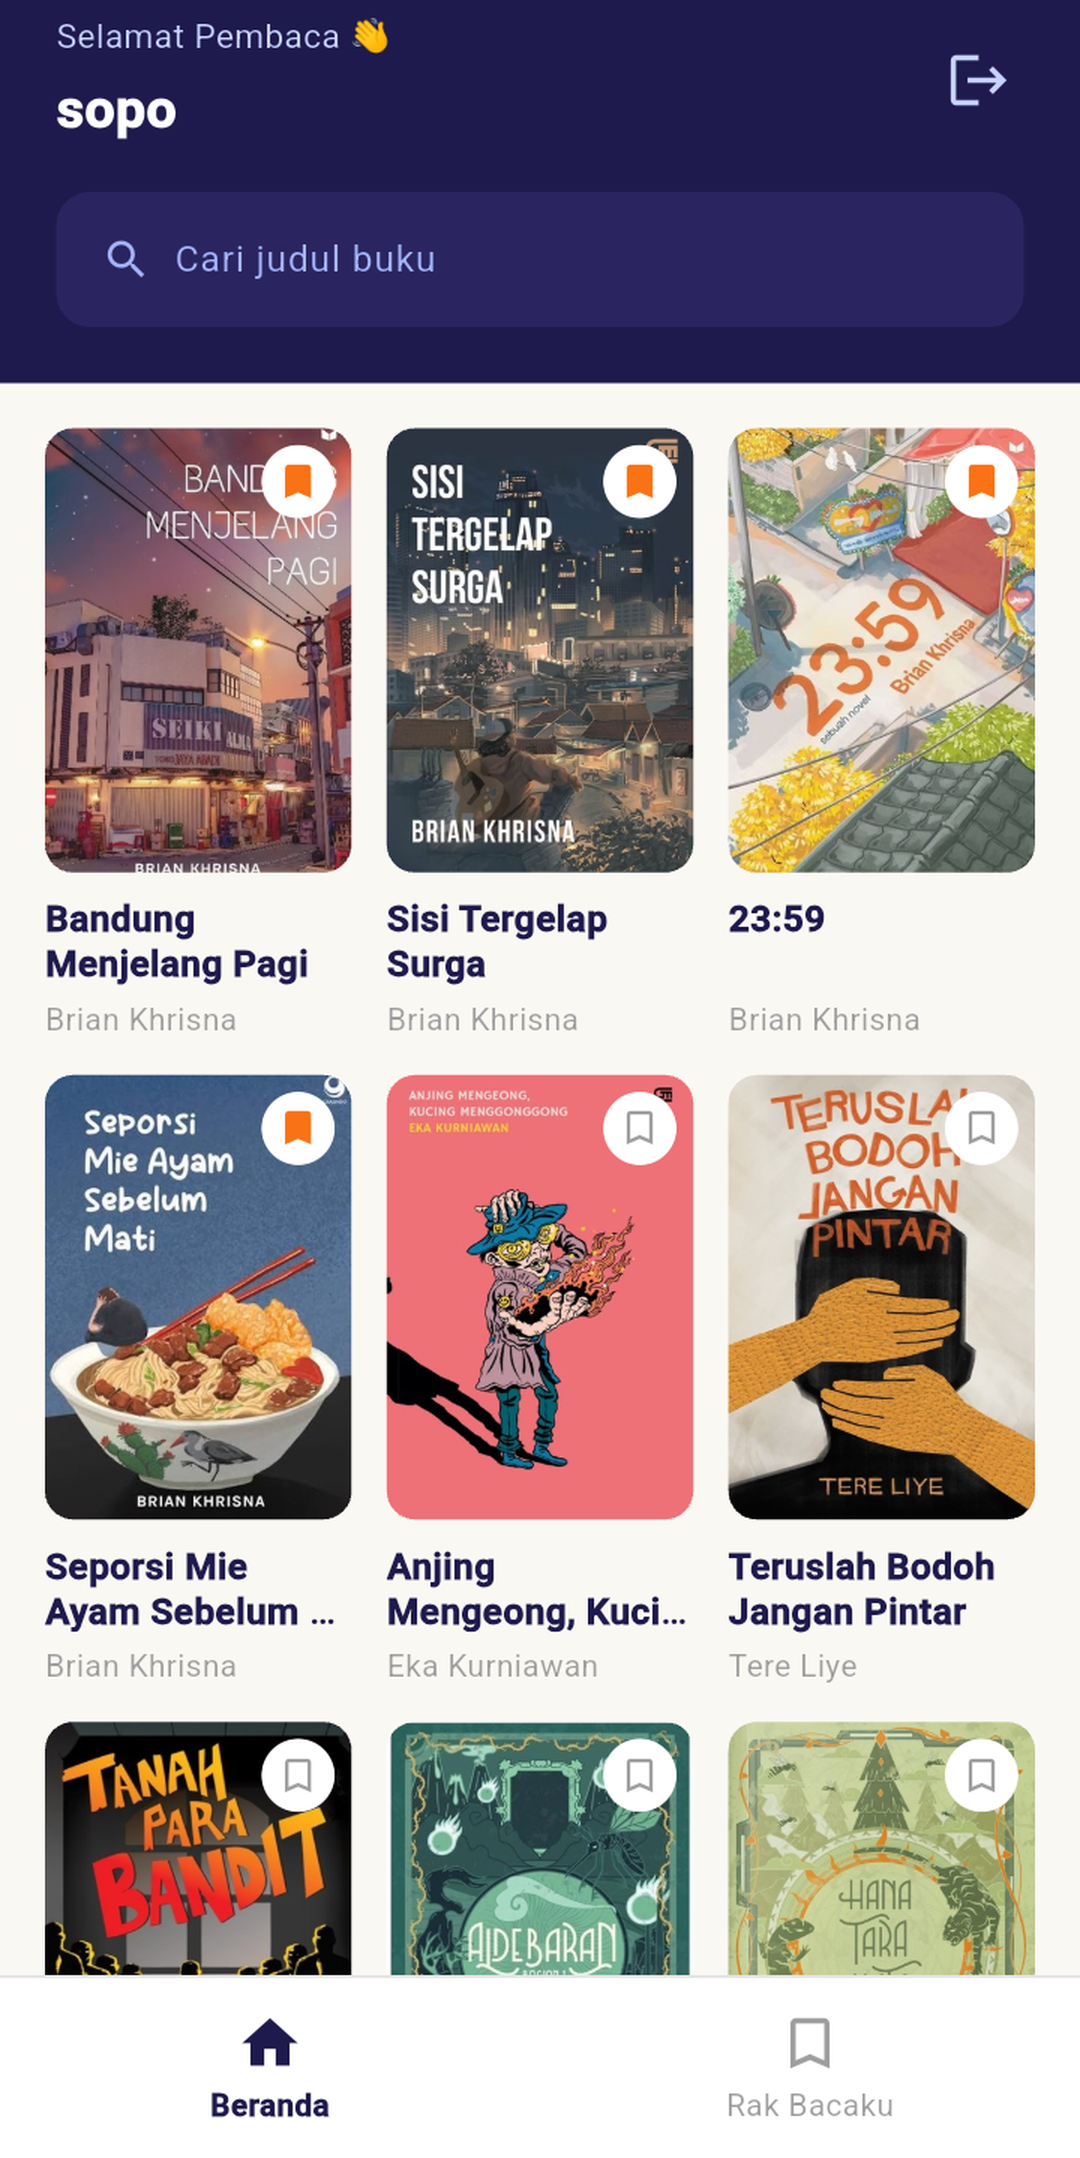 Selamat Pembaca 👋
sopo
Cari judul buku
BAND
MENJELANG
PAGI
SEIKI
BRIAN KHRISNA
SISI
TERGELAP
SURGA
BRIAN KHRISNA
23:59
Brian Khrisna
sebuah novel
Bandung
Menjelang Pagi
Brian Khrisna
Sisi Tergelap
Surga
Brian Khrisna
23:59
Brian Khrisna
Seporsi
Mie Ayam
Sebelum
Mati
BRIAN KHRISNA
ANJING MENGEONG,
KUCING MENGGONGGONG
EKA KURNIAWAN
TERUSLA
BODOH
JANGAN
PINTAR
TERE LIYE
Seporsi Mie
Ayam Sebelum ...
Brian Khrisna
Anjing
Mengeong, Kuci...
Eka Kurniawan
Teruslah Bodoh
Jangan Pintar
Tere Liye
TANAH
PARA
BANDIT
ALDEBARAN
HANA
TARA
Beranda
Rak Bacaku